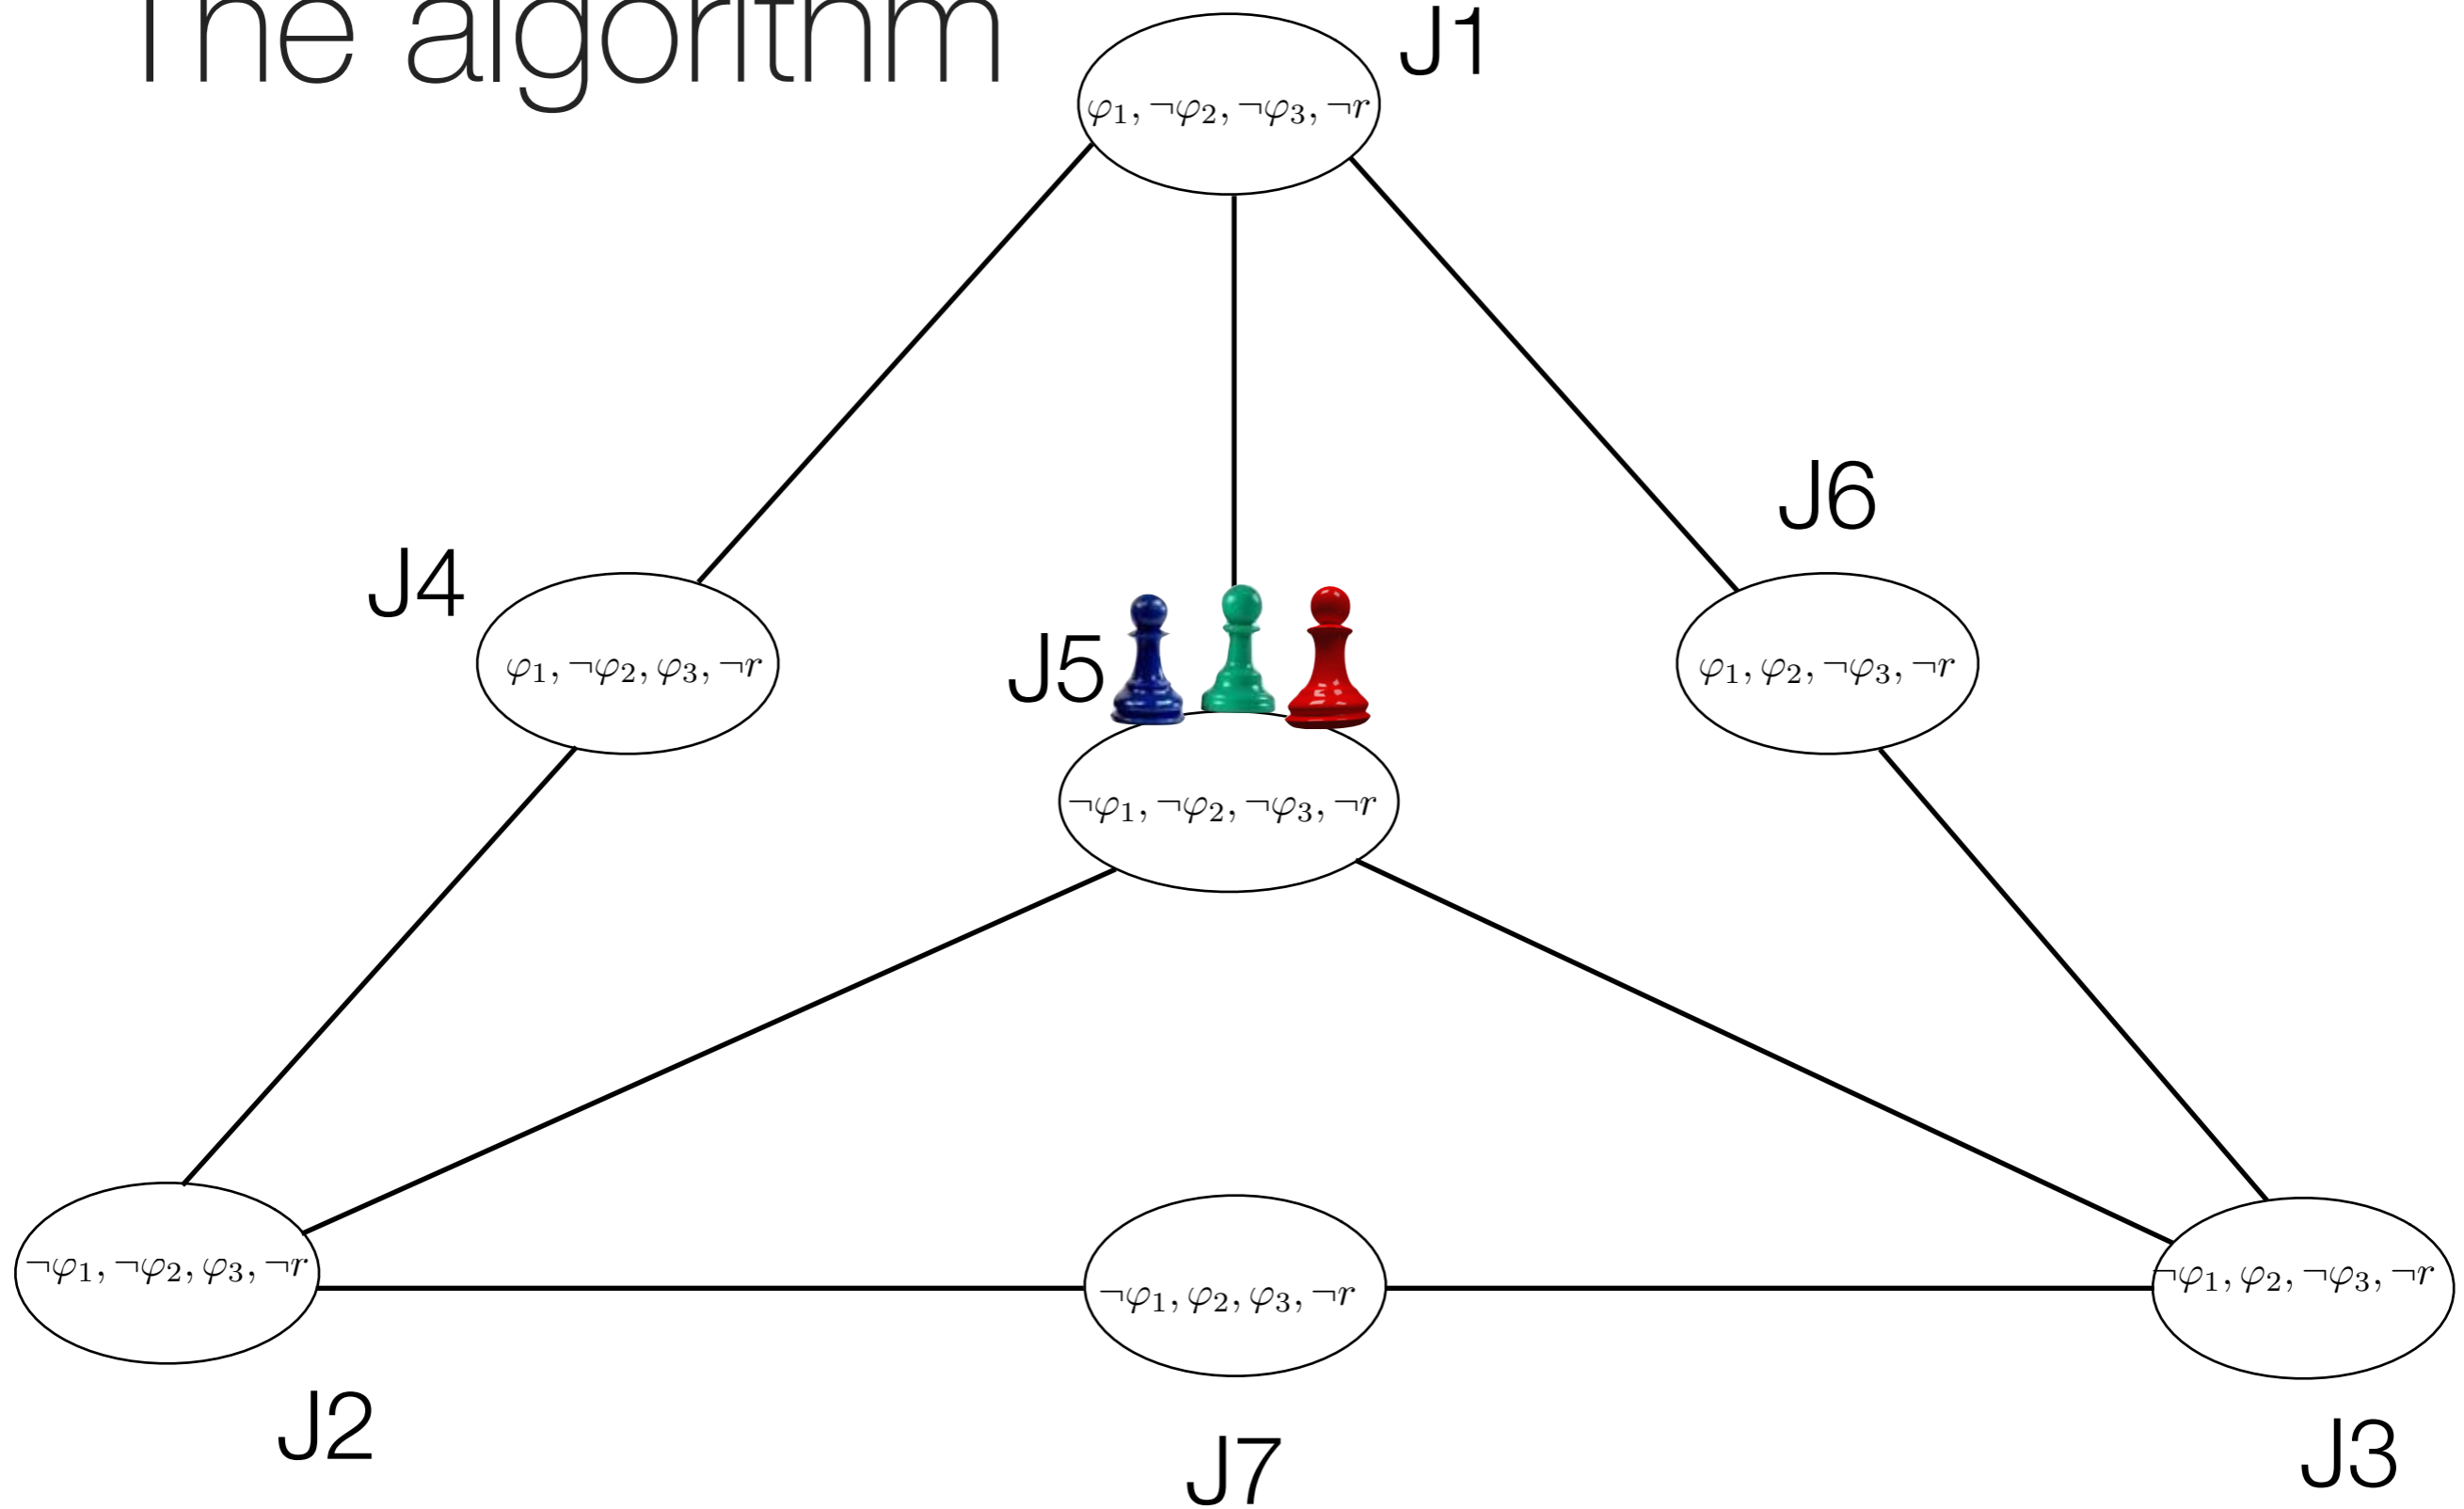 The algorithm
J1
φ₁, ¬φ₂, ¬φ₃, ¬r
J6
J4
φ₁, ¬φ₂, φ₃, ¬r
J5
φ₁, φ₂, ¬φ₃, ¬r
¬φ₁, ¬φ₂, ¬φ₃, ¬r
¬φ₁, ¬φ₂, φ₃, ¬r
¬φ₁, φ₂, φ₃, ¬r
¬φ₁, φ₂, ¬φ₃, ¬r
J2
J7
J3